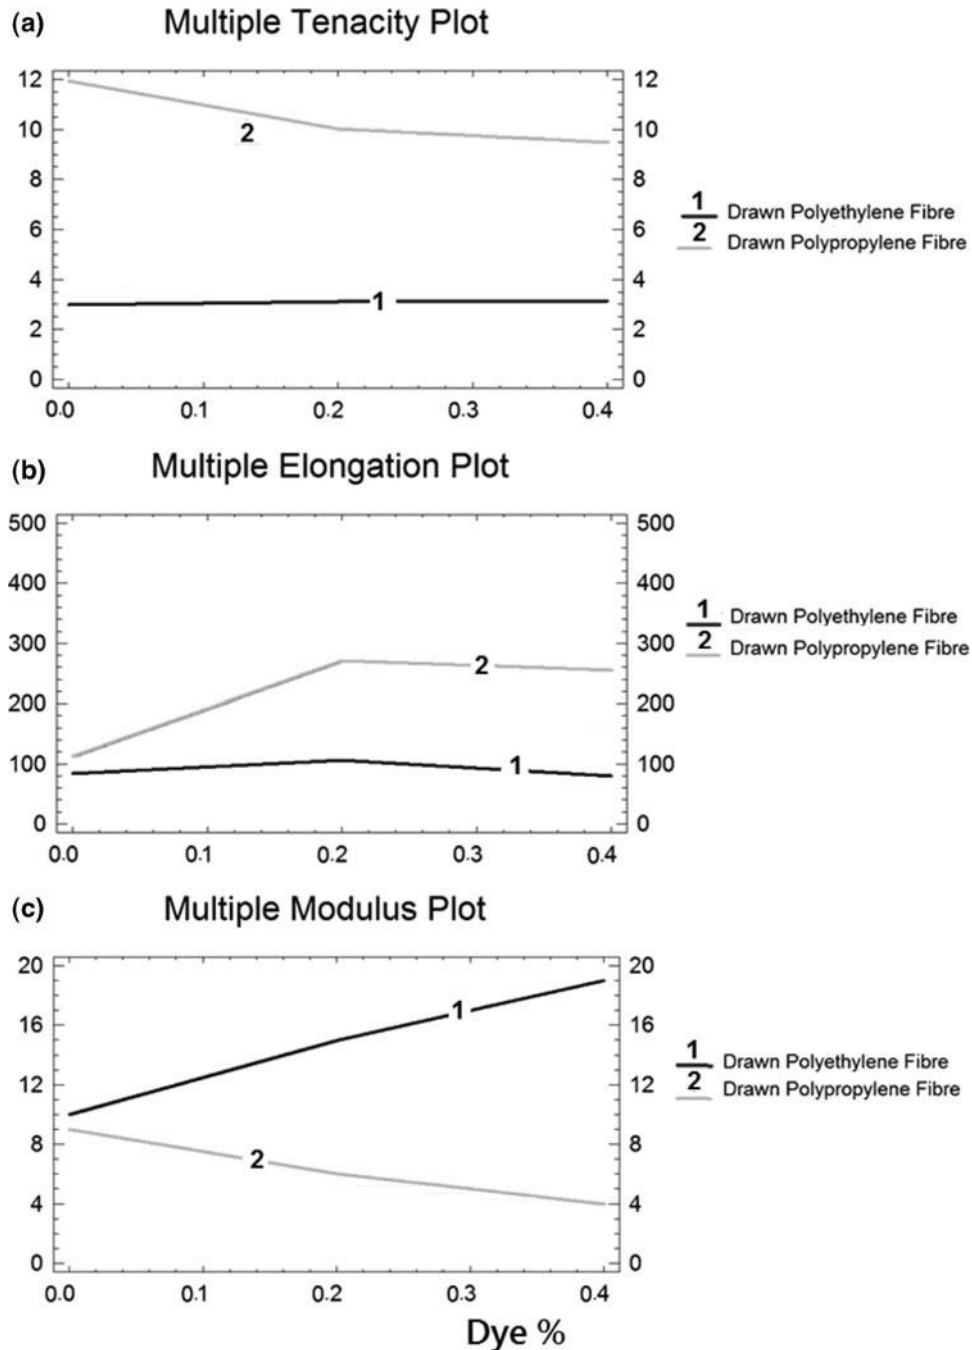 (a) Multiple Tenacity Plot
12 12
10 2 10
8 8
1 Drawn Polyethylene Fibre
6 6
2 Drawn Polypropylene Fibre
4 4
1
2 2
0 0
0.0 0.1 0.2 0.3 0.4
(b) Multiple Elongation Plot
500 500
400 400
1 Drawn Polyethylene Fibre
300 300
2 Drawn Polypropylene Fibre
2
200 200
100 1 100
0 0
0.0 0.1 0.2 0.3 0.4
(c) Multiple Modulus Plot
20 20
1
16 16
1 Drawn Polyethylene Fibre
12 12
2 Drawn Polypropylene Fibre
8 8
2
4 4
0 0
0.0 0.1 0.2 0.3 0.4
Dye %